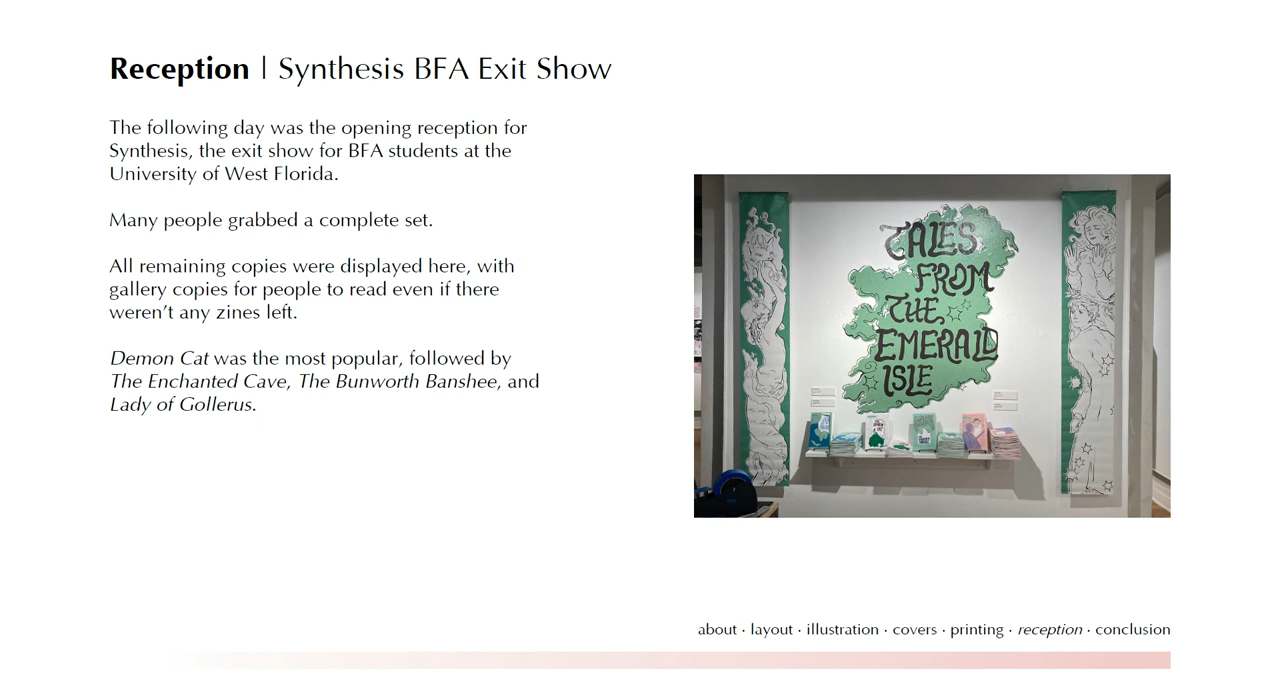 Reception | Synthesis BFA Exit Show
The following day was the opening reception for
Synthesis, the exit show for BFA students at the
University of West Florida.
Many people grabbed a complete set.
All remaining copies were displayed here, with
gallery copies for people to read even if there
weren't any zines left.
Demon Cat was the most popular, followed by
The Enchanted Cave, The Bunworth Banshee, and
Lady of Gollerus.
TALES
FROM
THE
EMERALD
ISLE
about · layout · illustration · covers · printing · reception · conclusion